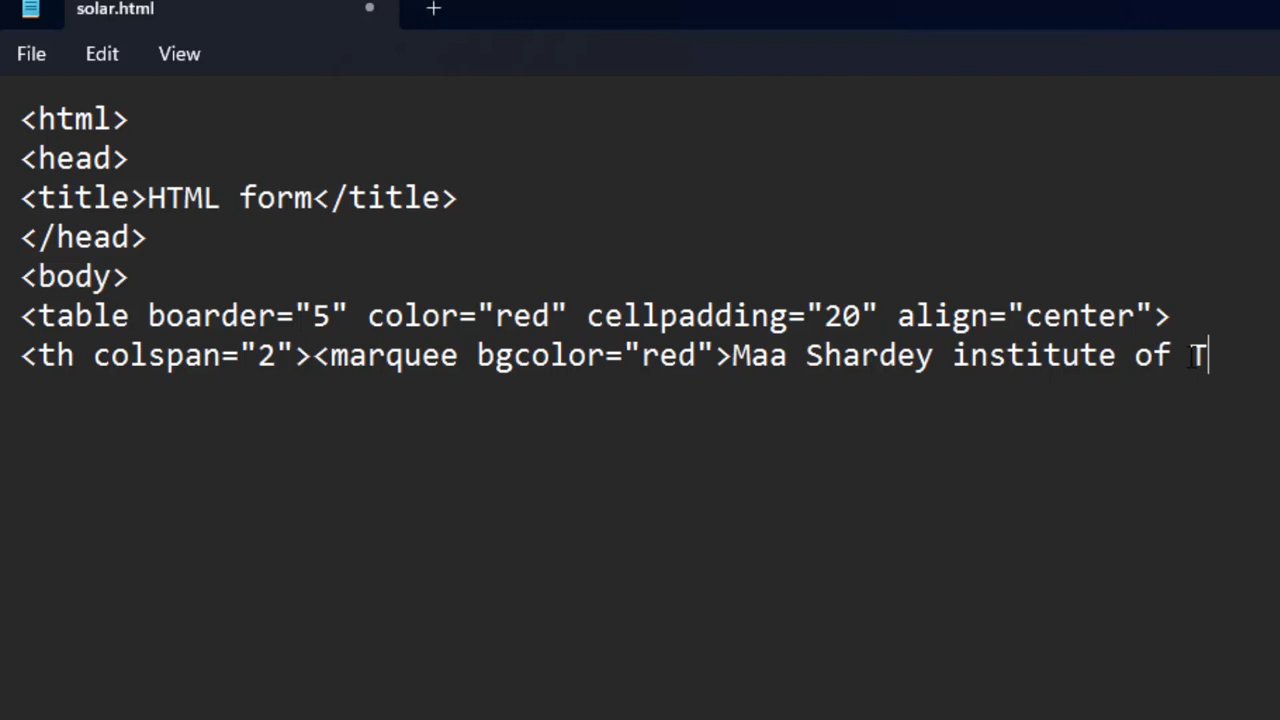 solar.html
File Edit View
<html>
<head>
<title>HTML form</title>
</head>
<body>
<table boarder="5" color="red" cellpadding="20" align="center">
<th colspan="2"><marquee bgcolor="red">Maa Shardey institute of T